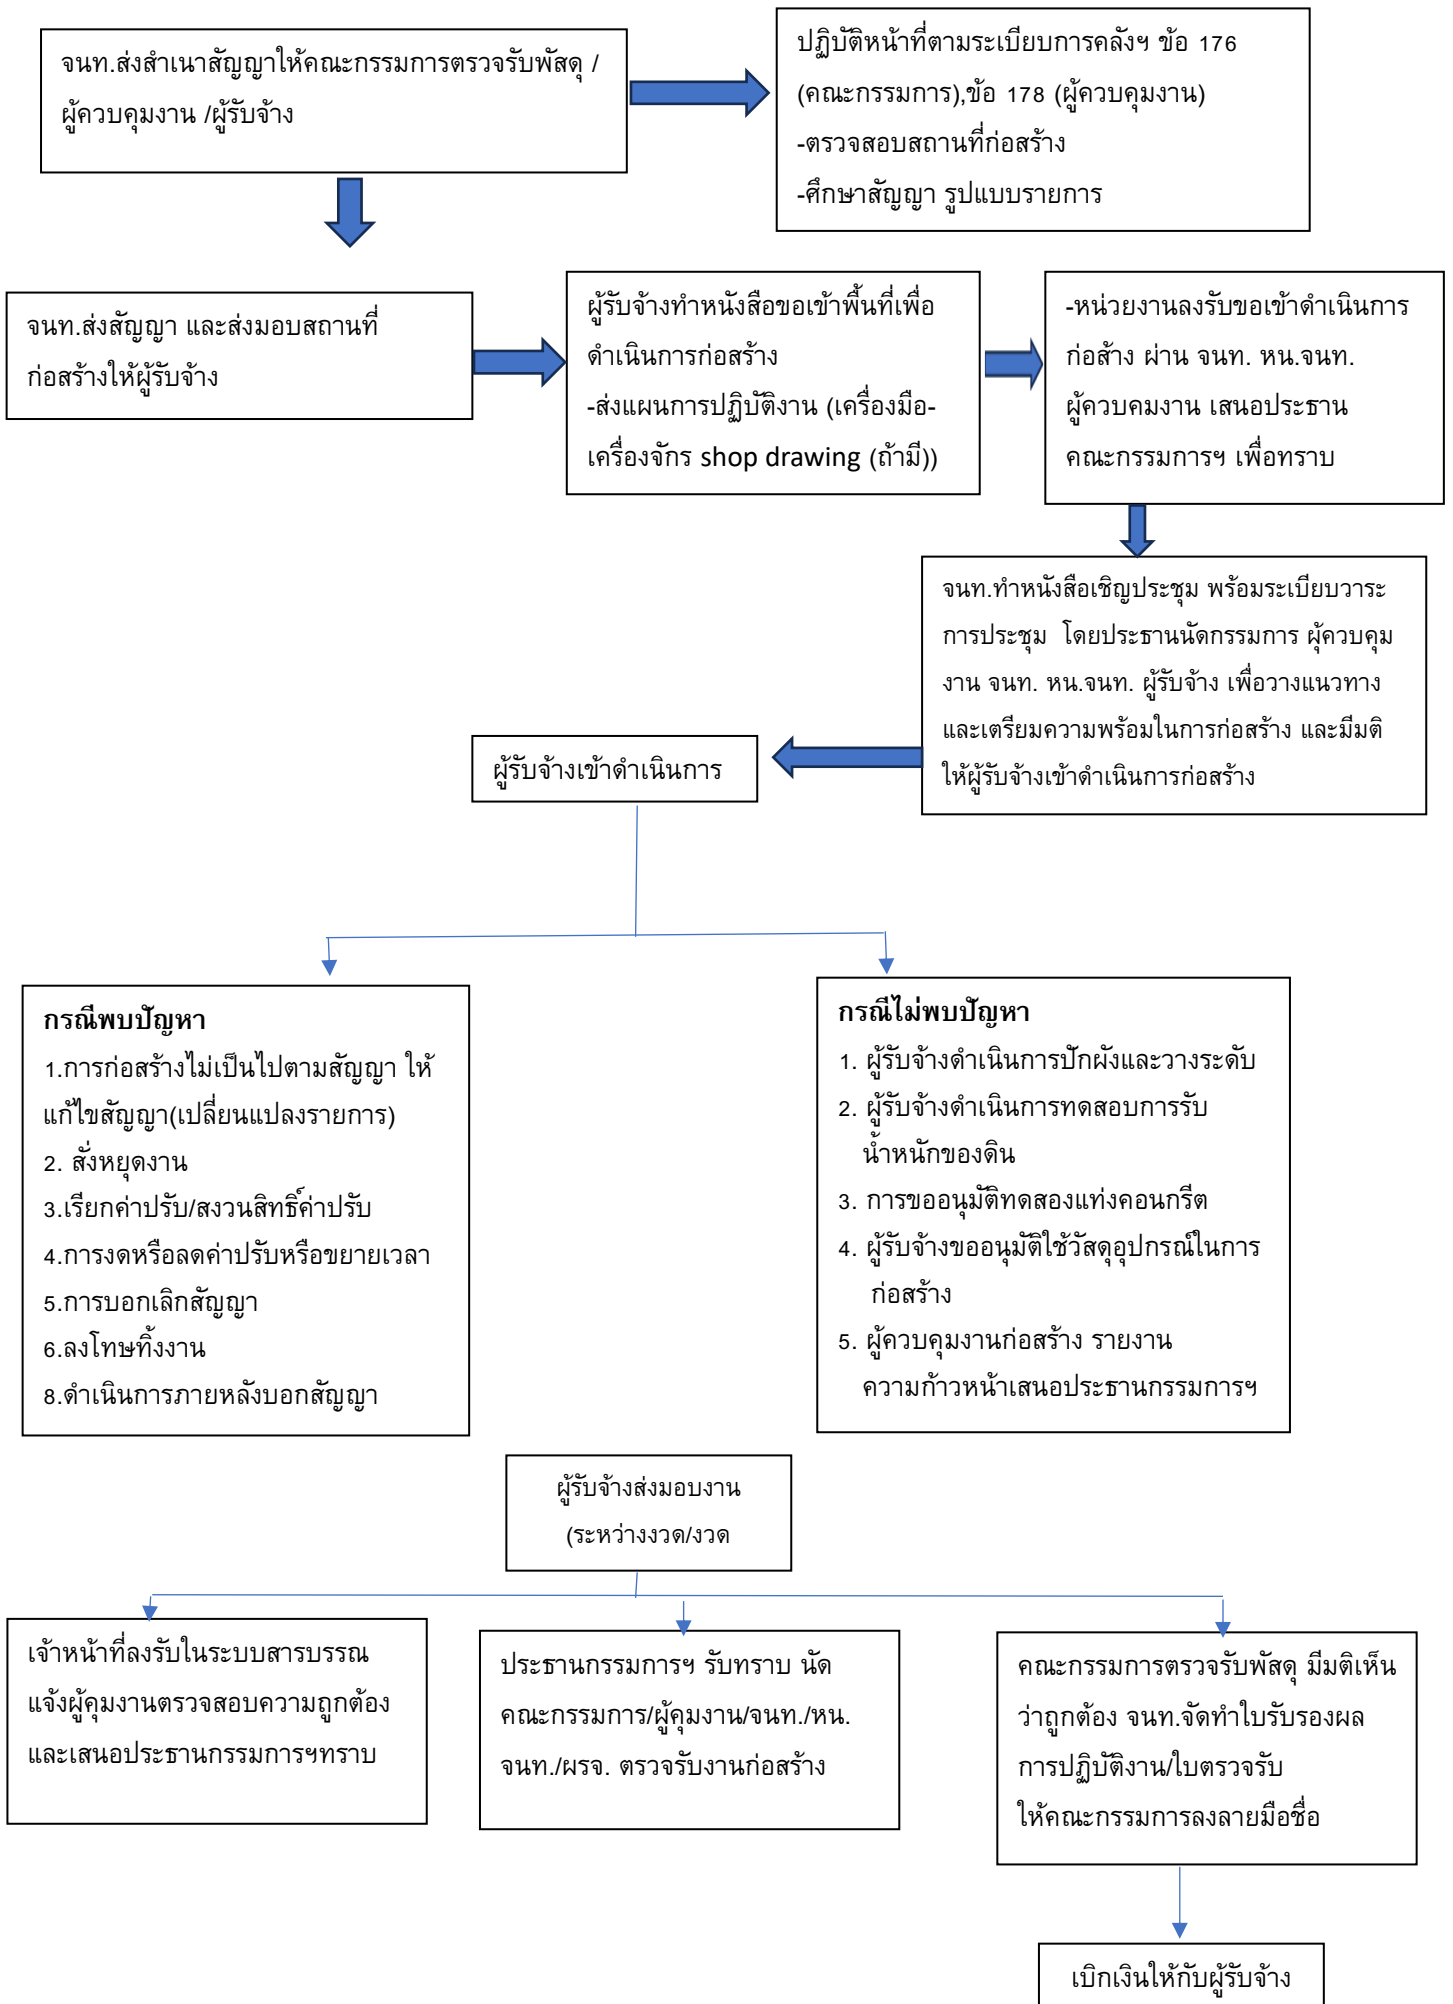 จนท.ส่งสำเนาสัญญาให้คณะกรรมการตรวจรับพัสดุ /
ผู้ควบคุมงาน /ผู้รับจ้าง
ปฏิบัติหน้าที่ตามระเบียบการคลังฯ ข้อ 176
(คณะกรรมการ),ข้อ 178 (ผู้ควบคุมงาน)
-ตรวจสอบสถานที่ก่อสร้าง
-ศึกษาสัญญา รูปแบบรายการ
จนท.ส่งสัญญา และส่งมอบสถานที่
ก่อสร้างให้ผู้รับจ้าง
ผู้รับจ้างทำหนังสือขอเข้าพื้นที่เพื่อ
ดำเนินการก่อสร้าง
-ส่งแผนการปฏิบัติงาน (เครื่องมือ-
เครื่องจักร shop drawing (ถ้ามี))
-หน่วยงานลงรับขอเข้าดำเนินการ
ก่อส้าง ผ่าน จนท. หน.จนท.
ผู้ควบคมงาน เสนอประธาน
คณะกรรมการฯ เพื่อทราบ
จนท.ทำหนังสือเชิญประชุม พร้อมระเบียบวาระ
การประชุม โดยประธานนัดกรรมการ ผุ้ควบคุม
งาน จนท. หน.จนท. ผู้รับจ้าง เพื่อวางแนวทาง
และเตรียมความพร้อมในการก่อสร้าง และมีมติ
ให้ผู้รับจ้างเข้าดำเนินการก่อสร้าง
ผู้รับจ้างเข้าดำเนินการ
กรณีพบปัญหา
1.การก่อสร้างไม่เป็นไปตามสัญญา ให้
แก้ไขสัญญา(เปลี่ยนแปลงรายการ)
2. สั่งหยุดงาน
3.เรียกค่าปรับ/สงวนสิทธิ์ค่าปรับ
4.การงดหรือลดค่าปรับหรือขยายเวลา
5.การบอกเลิกสัญญา
6.ลงโทษทิ้งงาน
8.ดำเนินการภายหลังบอกสัญญา
กรณีไม่พบปัญหา
1. ผู้รับจ้างดำเนินการปักผังและวางระดับ
2. ผู้รับจ้างดำเนินการทดสอบการรับ
น้ำหนักของดิน
3. การขออนุมัติทดสองแท่งคอนกรีต
4. ผู้รับจ้างขออนุมัติใช้วัสดุอุปกรณ์ในการ
ก่อสร้าง
5. ผู้ควบคุมงานก่อสร้าง รายงาน
ความก้าวหน้าเสนอประธานกรรมการฯ
ผู้รับจ้างส่งมอบงาน
(ระหว่างงวด/งวด
เจ้าหน้าที่ลงรับในระบบสารบรรณ
แจ้งผู้คุมงานตรวจสอบความถูกต้อง
และเสนอประธานกรรมการฯทราบ
ประธานกรรมการฯ รับทราบ นัด
คณะกรรมการ/ผู้คุมงาน/จนท./หน.
จนท./ผรจ. ตรวจรับงานก่อสร้าง
คณะกรรมการตรวจรับพัสดุ มีมติเห็น
ว่าถูกต้อง จนท.จัดทำใบรับรองผล
การปฏิบัติงาน/ใบตรวจรับ
ให้คณะกรรมการลงลายมือชื่อ
เบิกเงินให้กับผู้รับจ้าง